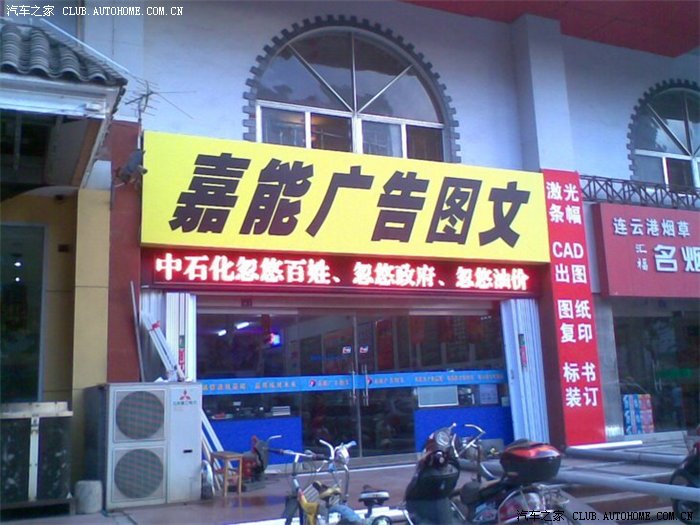 汽车之家 CLUB.AUTOHOME.COM.CN
嘉能广告图文
中石化忽悠百姓、忽悠政府、忽悠油价
激光
条幅
CAD
出图
图纸
复印
标书
装订
连云港烟草
汇福
名烟
汽车之家 CLUB.AUTOHOME.COM.CN